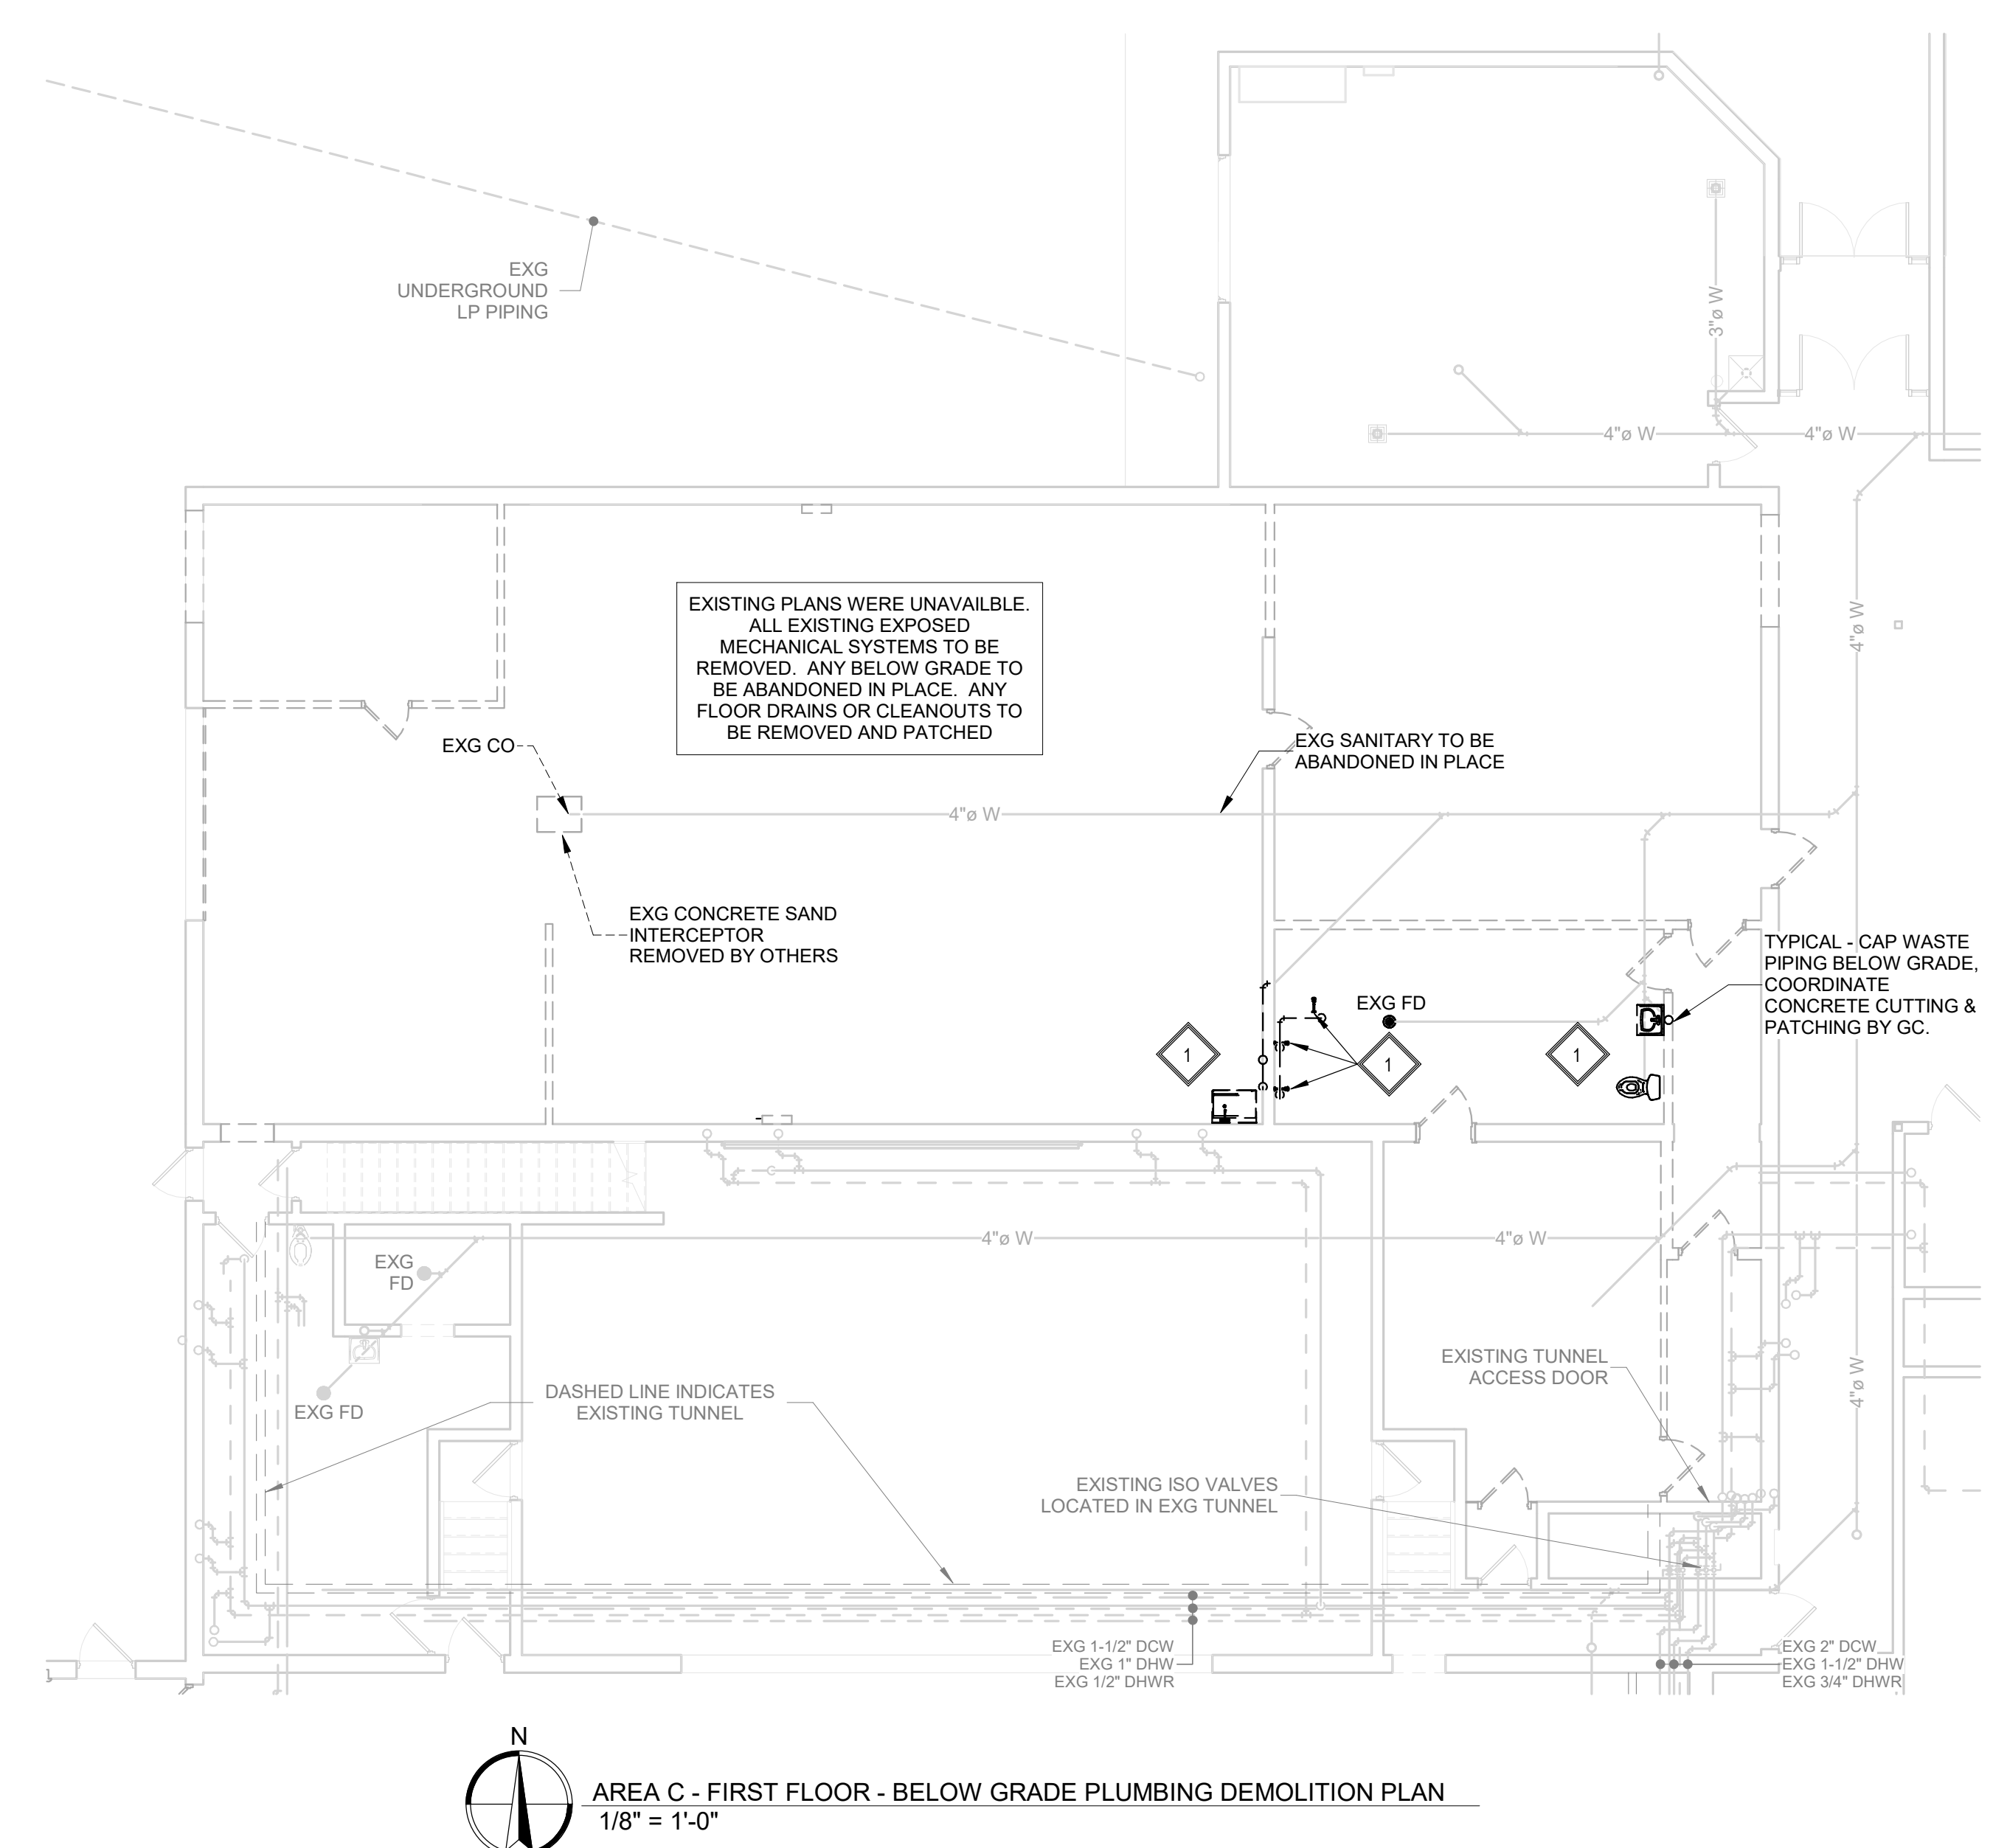 EXG
UNDERGROUND
LP PIPING
3"ø W
4"ø W
4"ø W
EXISTING PLANS WERE UNAVAILBLE.
ALL EXISTING EXPOSED
MECHANICAL SYSTEMS TO BE
REMOVED.  ANY BELOW GRADE TO
BE ABANDONED IN PLACE.  ANY
FLOOR DRAINS OR CLEANOUTS TO
BE REMOVED AND PATCHED
4"ø W
EXG CO
EXG SANITARY TO BE
ABANDONED IN PLACE
4"ø W
EXG CONCRETE SAND
INTERCEPTOR
REMOVED BY OTHERS
TYPICAL - CAP WASTE
PIPING BELOW GRADE,
COORDINATE
CONCRETE CUTTING &
PATCHING BY GC.
EXG FD
1
1
1
4"ø W
4"ø W
EXG
FD
EXG FD
DASHED LINE INDICATES
EXISTING TUNNEL
EXISTING TUNNEL
ACCESS DOOR
4"ø W
EXISTING ISO VALVES
LOCATED IN EXG TUNNEL
EXG 1-1/2" DCW
EXG 1" DHW
EXG 1/2" DHWR
EXG 2" DCW
EXG 1-1/2" DHW
EXG 3/4" DHWR
N
AREA C - FIRST FLOOR - BELOW GRADE PLUMBING DEMOLITION PLAN
1/8" = 1'-0"